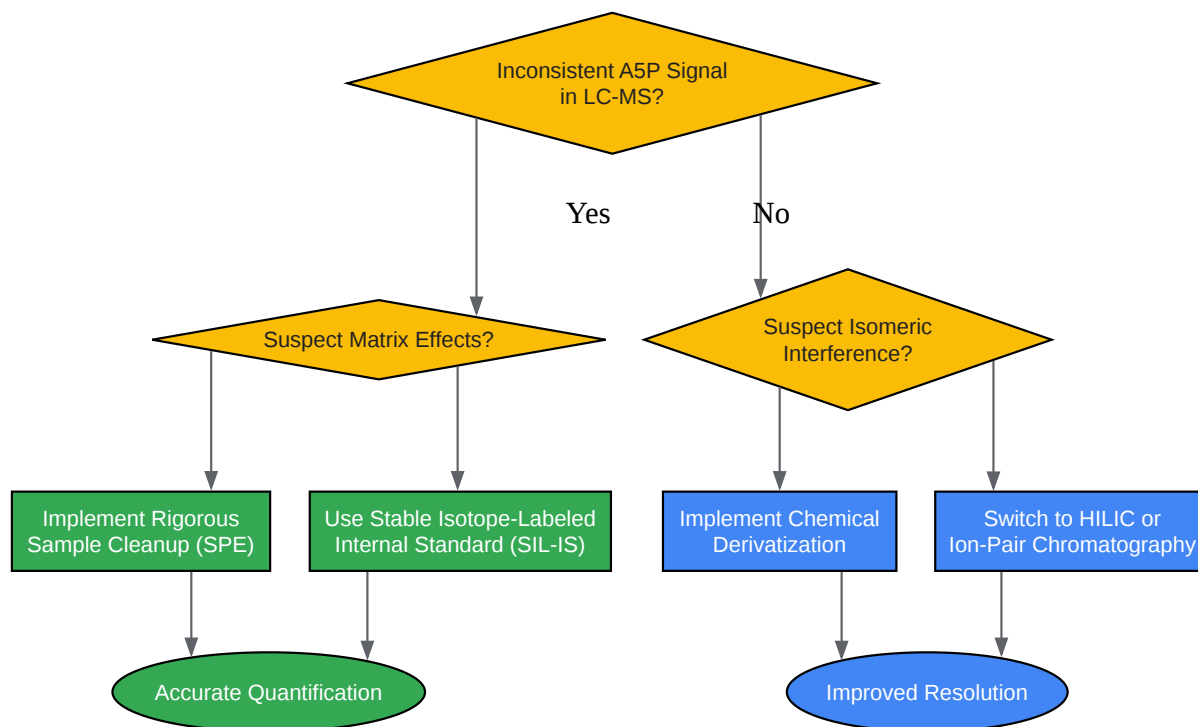 Inconsistent A5P Signal
in LC-MS?
Yes
No
Suspect Matrix Effects?
Suspect Isomeric
Interference?
Implement Rigorous
Sample Cleanup (SPE)
Use Stable Isotope-Labeled
Internal Standard (SIL-IS)
Implement Chemical
Derivatization
Switch to HILIC or
Ion-Pair Chromatography
Accurate Quantification
Improved Resolution